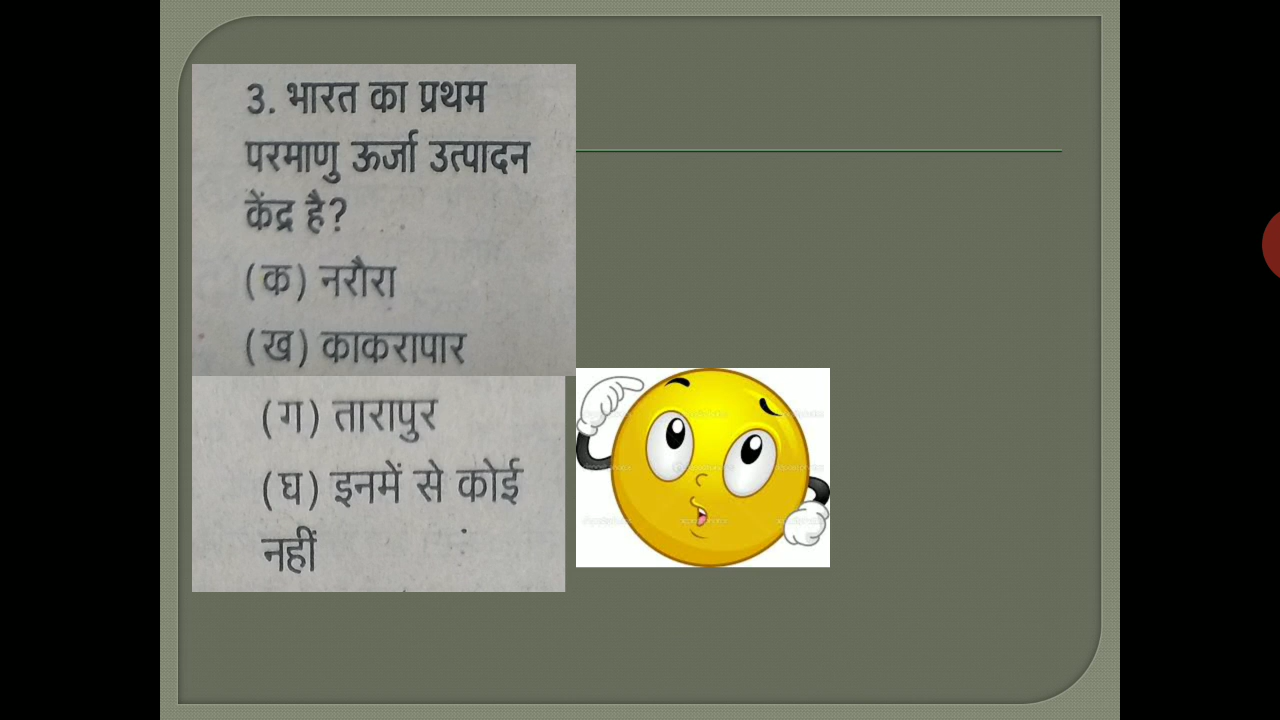 3. भारत का प्रथम
परमाणु ऊर्जा उत्पादन
केंद्र है?
(क) नरौरा
(ख) काकरापार
(ग) तारापुर
(घ) इनमें से कोई
नहीं